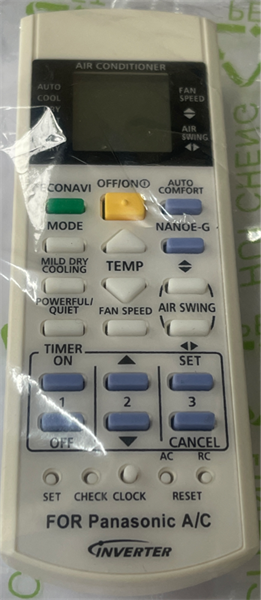 AIR CONDITIONER
AUTO
COOL
DRY
FAN
SPEED
AIR
SWING
ECONAVI
OFF/ON
AUTO
COMFORT
MODE
NANOE-G
MILD DRY
COOLING
TEMP
POWERFUL/
QUIET
FAN SPEED
AIR SWING
TIMER
ON
SET
1
2
3
OFF
CANCEL
AC
RC
SET
CHECK
CLOCK
RESET
FOR Panasonic A/C
INVERTER